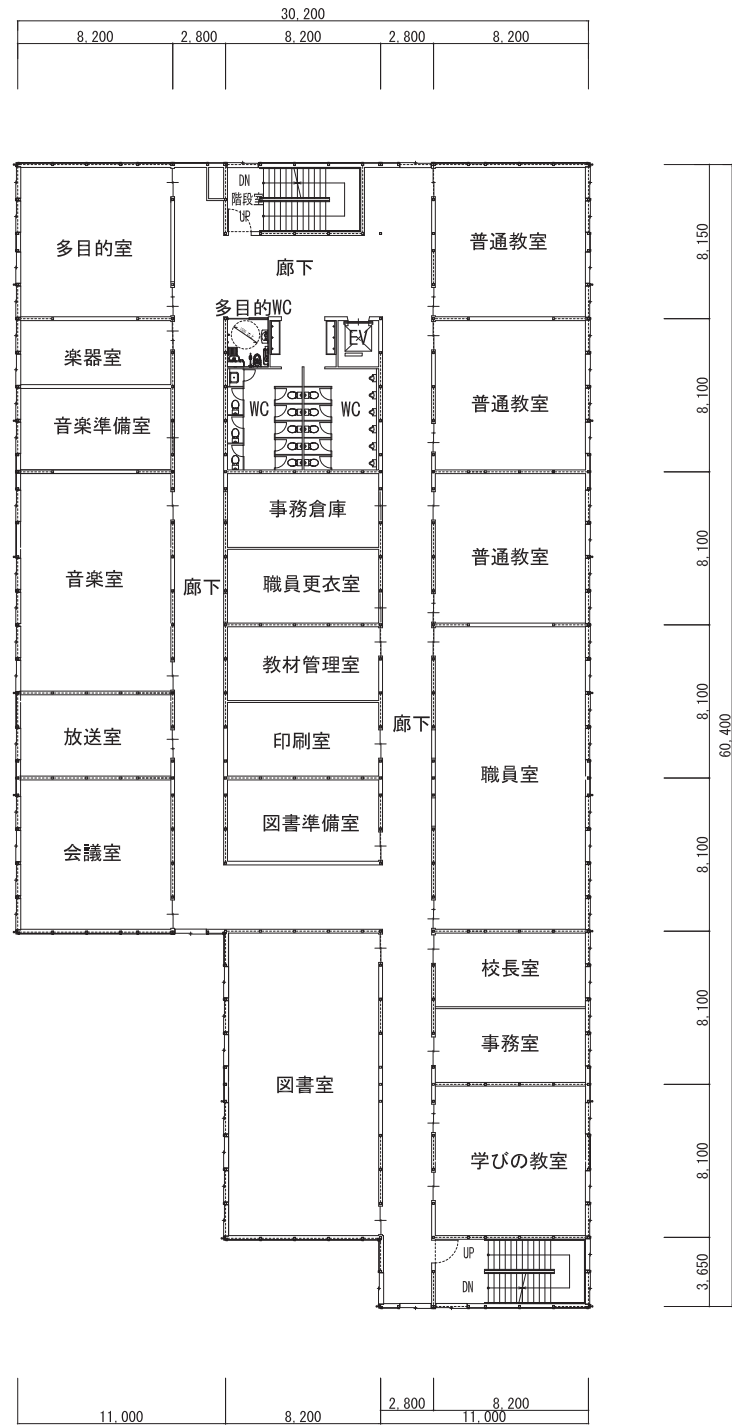 30,200
8,200
2,800
8,200
2,800
8,200
DN
階段室
UP
多目的室
普通教室
8,150
廊下
多目的WC
EV
楽器室
普通教室
8,100
WC
WC
音楽準備室
事務倉庫
普通教室
8,100
音楽室
廊下
職員更衣室
教材管理室
8,100
廊下
放送室
印刷室
60,400
職員室
図書準備室
会議室
8,100
校長室
8,100
事務室
図書室
学びの教室
8,100
UP
DN
3,650
2,800
8,200
11,000
8,200
11,000